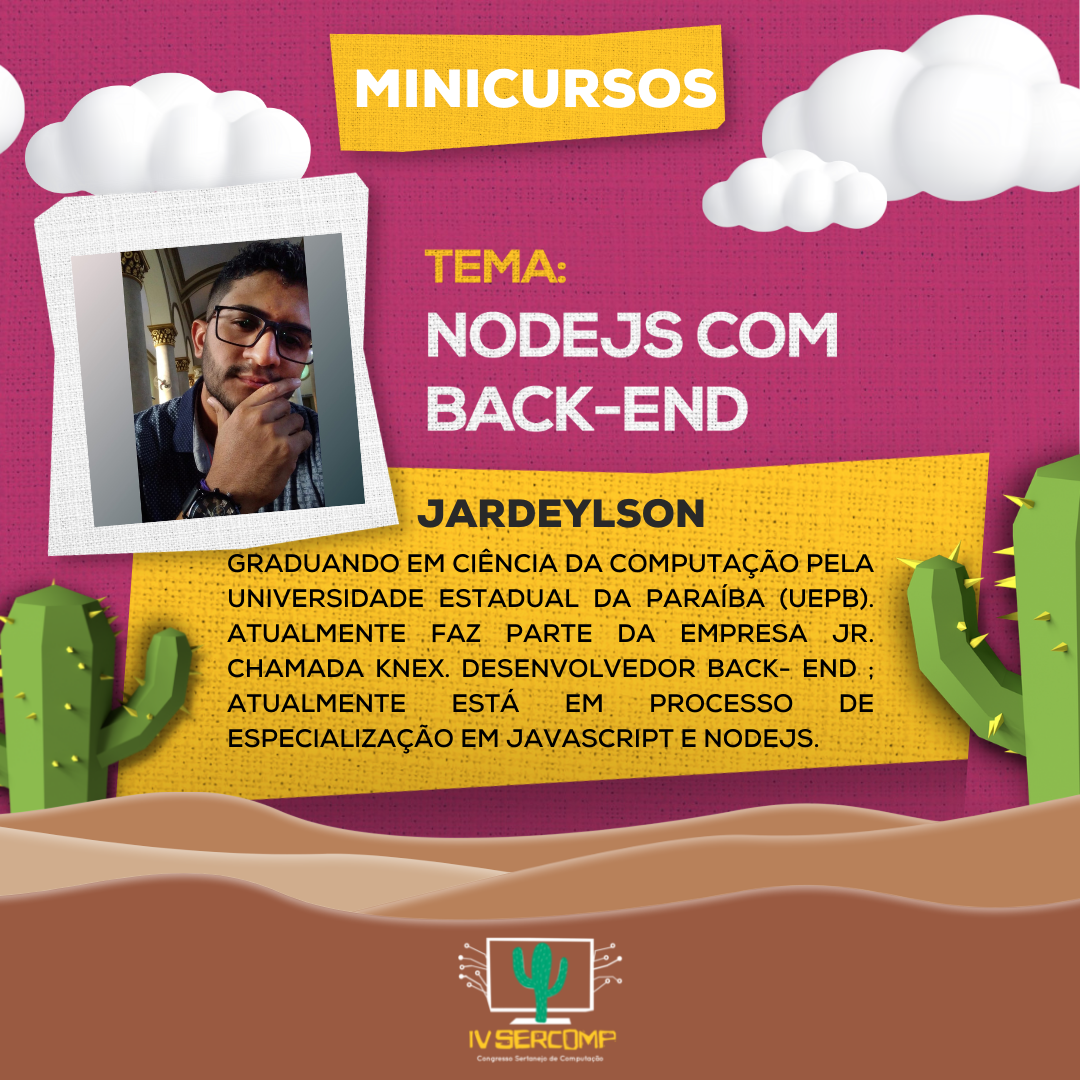 MINICURSOS
TEMA:
NODEJS COM
BACK-END
JARDEYLSON
GRADUANDO EM CIÊNCIA DA COMPUTAÇÃO PELA
UNIVERSIDADE ESTADUAL DA PARAÍBA (UEPB).
ATUALMENTE FAZ PARTE DA EMPRESA JR.
CHAMADA KNEX. DESENVOLVEDOR BACK- END ;
ATUALMENTE ESTÁ EM PROCESSO DE
ESPECIALIZAÇÃO EM JAVASCRIPT E NODEJS.
IV SERCOMP
Congresso Sertanejo de Computação